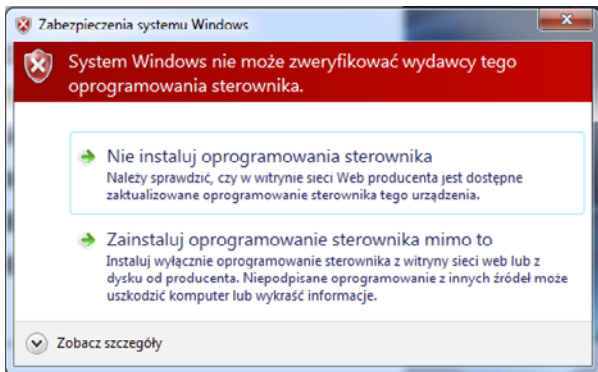 Zabezpieczenia systemu Windows
System Windows nie może zweryfikować wydawcy tego
oprogramowania sterownika.
Nie instaluj oprogramowania sterownika
Należy sprawdzić, czy w witrynie sieci Web producenta jest dostępne
zaktualizowane oprogramowanie sterownika tego urządzenia.
Zainstaluj oprogramowanie sterownika mimo to
Instaluj wyłącznie oprogramowanie sterownika z witryny sieci web lub z
dysku od producenta. Niepodpisane oprogramowanie z innych źródeł może
uszkodzić komputer lub wykraść informacje.
Zobacz szczegóły